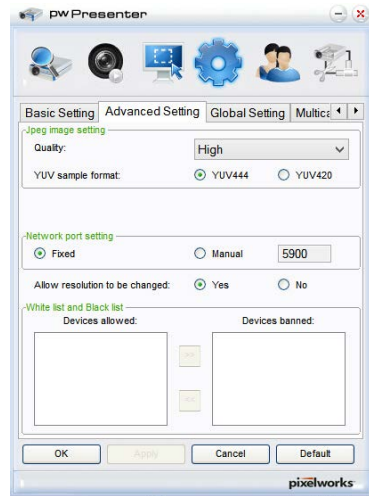 pwPresenter
Basic Setting Advanced Setting Global Setting Multica
Jpeg image setting
Quality: High
YUV sample format: YUV444 YUV420
Network port setting
Fixed Manual 5900
Allow resolution to be changed: Yes No
White list and Black list
Devices allowed: Devices banned:
>>
<<
OK Apply Cancel Default
pixelworks